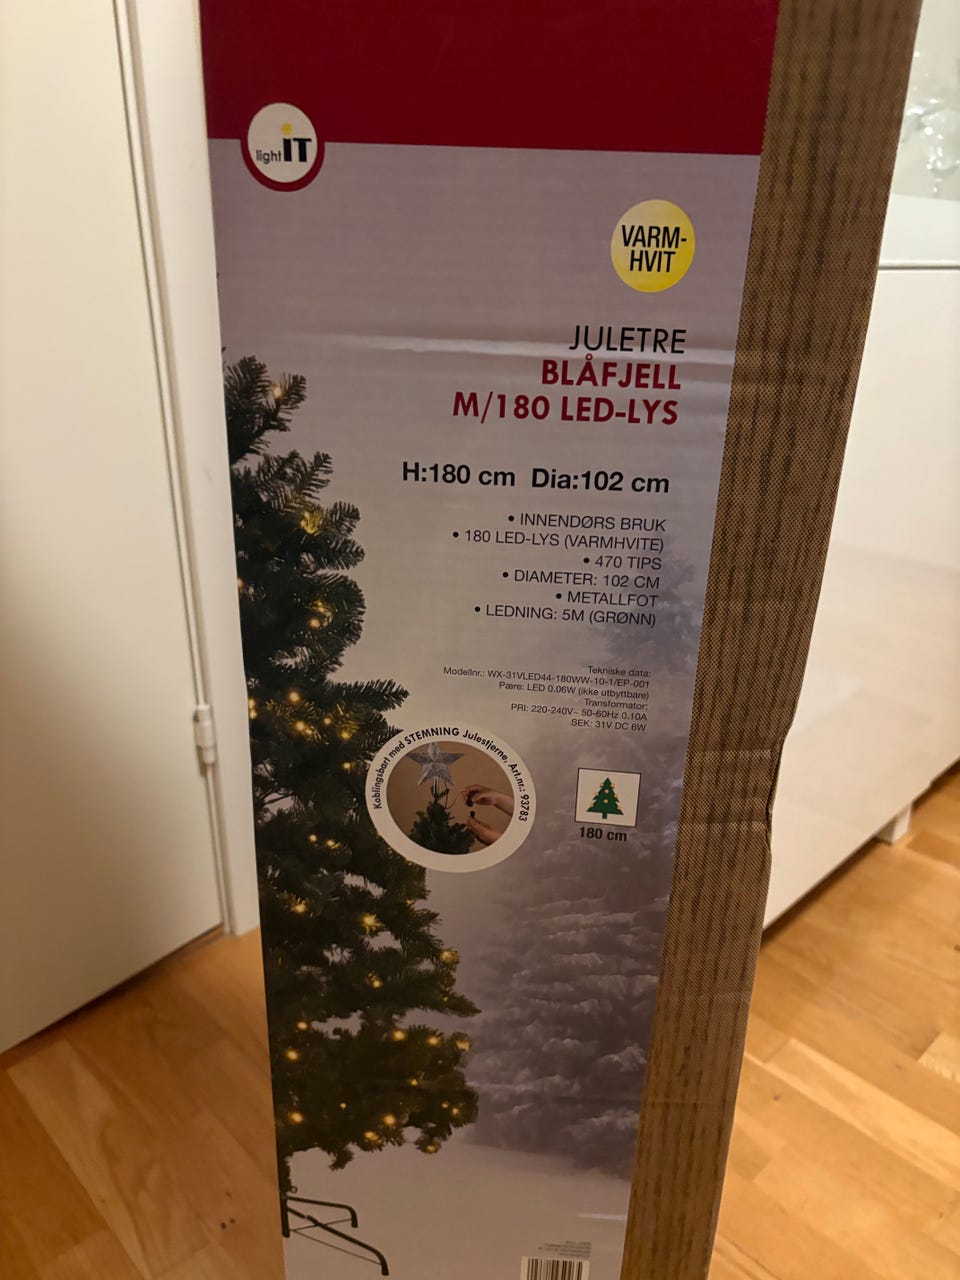 lightIT
VARM-
HVIT
JULETRE
BLÅFJELL
M/180 LED-LYS
H:180 cm Dia:102 cm
• INNENDØRS BRUK
• 180 LED-LYS (VARMHVITE)
• 470 TIPS
• DIAMETER: 102 CM
• METALLFOT
• LEDNING: 5M (GRØNN)
Tekniske data:
Modellnr.: WX-31VLED44-180WW-10-1/EP-001
Pære: LED 0.06W (ikke utbyttbare)
Transformator:
PRI: 220-240V~ 50-60Hz 0.10A
SEK: 31V DC 6W
Koblingsbart med STEMNING Julestjerne, Art.nr.: 93783
180 cm